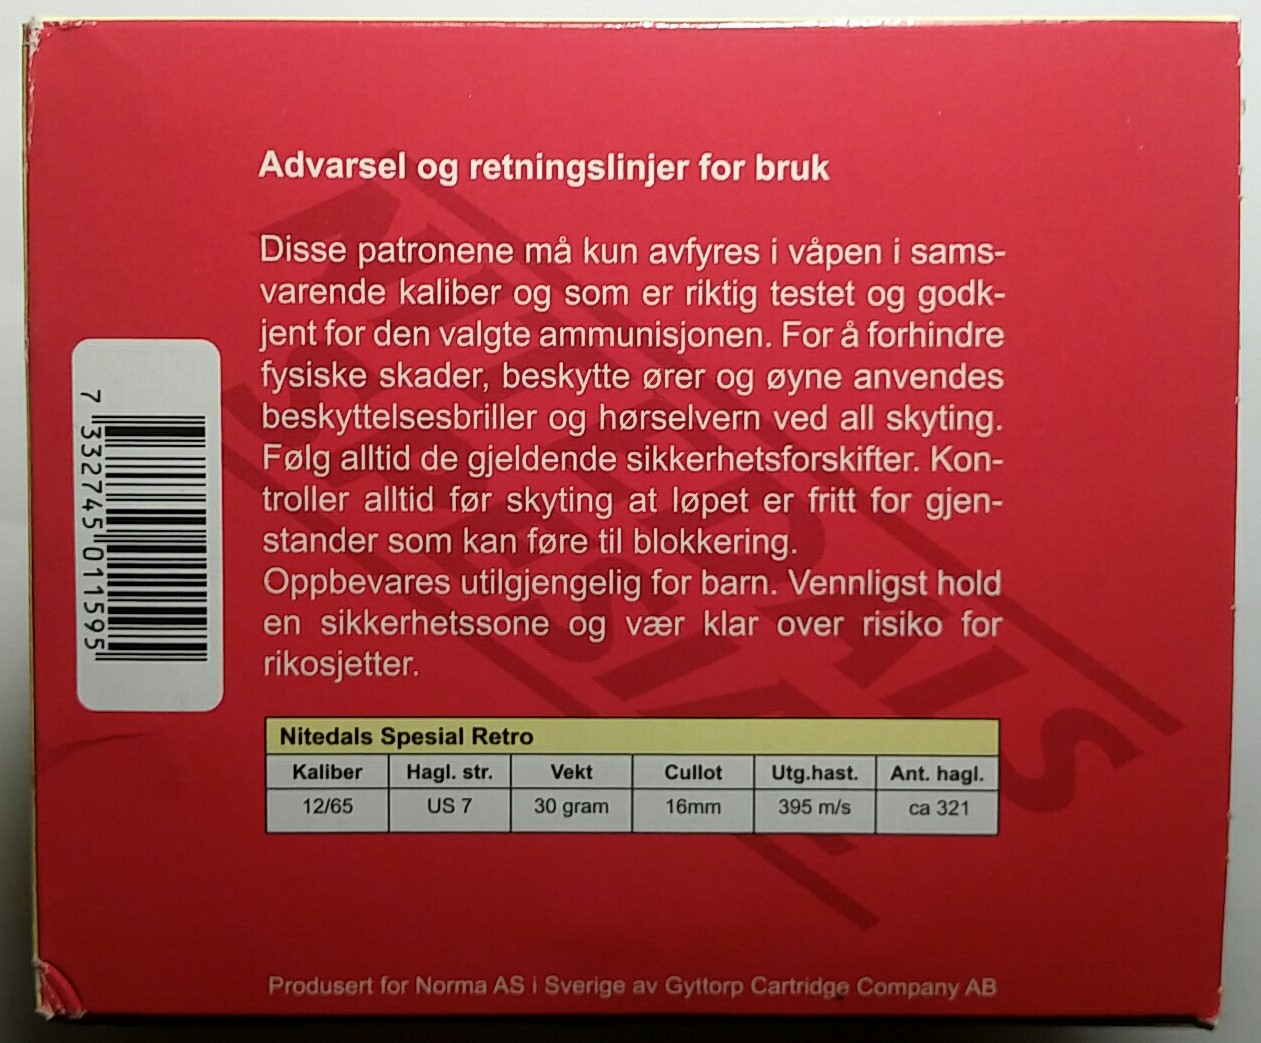 Advarsel og retningslinjer for bruk
Disse patronene må kun avfyres i våpen i sams-
varende kaliber og som er riktig testet og godk-
jent for den valgte ammunisjonen. For å forhindre
fysiske skader, beskytte ører og øyne anvendes
beskyttelsesbriller og hørselvern ved all skyting.
Følg alltid de gjeldende sikkerhetsforskifter. Kon-
troller alltid før skyting at løpet er fritt for gjen-
stander som kan føre til blokkering.
Oppbevares utilgjengelig for barn. Vennligst hold
en sikkerhetssone og vær klar over risiko for
rikosjetter.
NITEDALS
SPESIAL
7 332745 011595
Nitedals Spesial Retro
Kaliber Hagl. str. Vekt Cullot Utg.hast. Ant. hagl.
12/65 US 7 30 gram 16mm 395 m/s ca 321
Produsert for Norma AS i Sverige av Gyttorp Cartridge Company AB